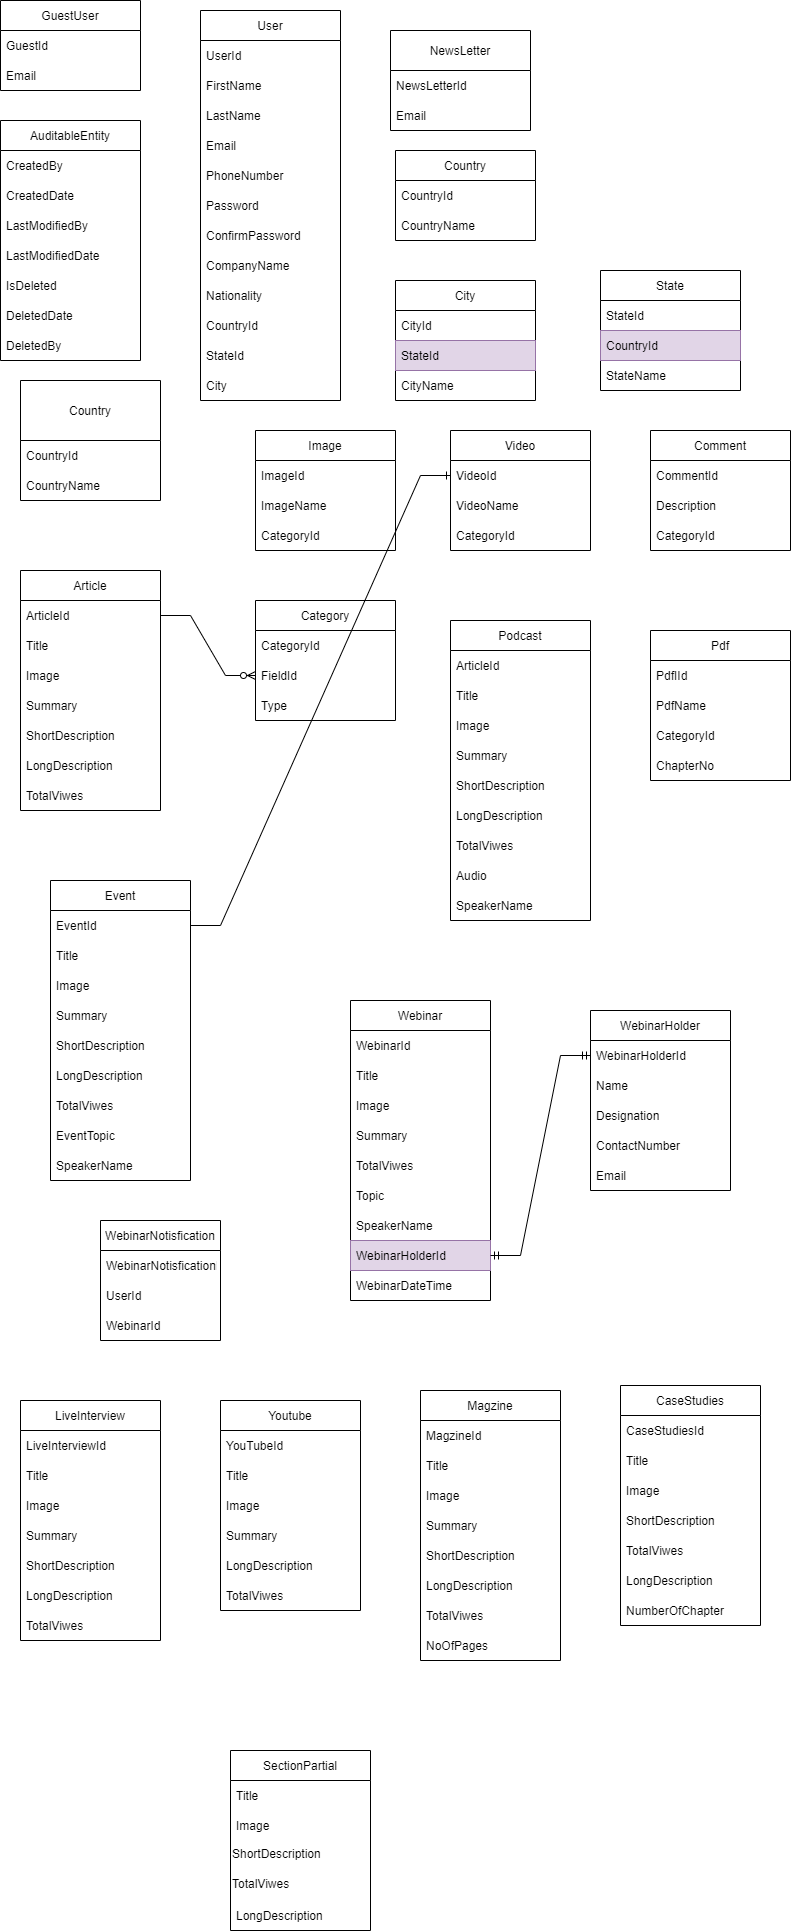 GuestUser
GuestId
Email
User
UserId
FirstName
LastName
Email
PhoneNumber
Password
ConfirmPassword
CompanyName
Nationality
CountryId
StateId
City
NewsLetter
NewsLetterId
Email
AuditableEntity
CreatedBy
CreatedDate
LastModifiedBy
LastModifiedDate
IsDeleted
DeletedDate
DeletedBy
Country
CountryId
CountryName
City
CityId
StateId
CityName
State
StateId
CountryId
StateName
Country
CountryId
CountryName
Image
ImageId
ImageName
CategoryId
Video
VideoId
VideoName
CategoryId
Comment
CommentId
Description
CategoryId
Article
ArticleId
Title
Image
Summary
ShortDescription
LongDescription
TotalViwes
Category
CategoryId
FieldId
Type
Podcast
ArticleId
Title
Image
Summary
ShortDescription
LongDescription
TotalViwes
Audio
SpeakerName
Pdf
PdfIId
PdfName
CategoryId
ChapterNo
Event
EventId
Title
Image
Summary
ShortDescription
LongDescription
TotalViwes
EventTopic
SpeakerName
Webinar
WebinarId
Title
Image
Summary
TotalViwes
Topic
SpeakerName
WebinarHolderId
WebinarDateTime
WebinarHolder
WebinarHolderId
Name
Designation
ContactNumber
Email
WebinarNotisfication
WebinarNotisfication
UserId
WebinarId
LiveInterview
LiveInterviewId
Title
Image
Summary
ShortDescription
LongDescription
TotalViwes
Youtube
YouTubeId
Title
Image
Summary
LongDescription
TotalViwes
Magzine
MagzineId
Title
Image
Summary
ShortDescription
LongDescription
TotalViwes
NoOfPages
CaseStudies
CaseStudiesId
Title
Image
ShortDescription
TotalViwes
LongDescription
NumberOfChapter
SectionPartial
Title
Image
ShortDescription
TotalViwes
LongDescription